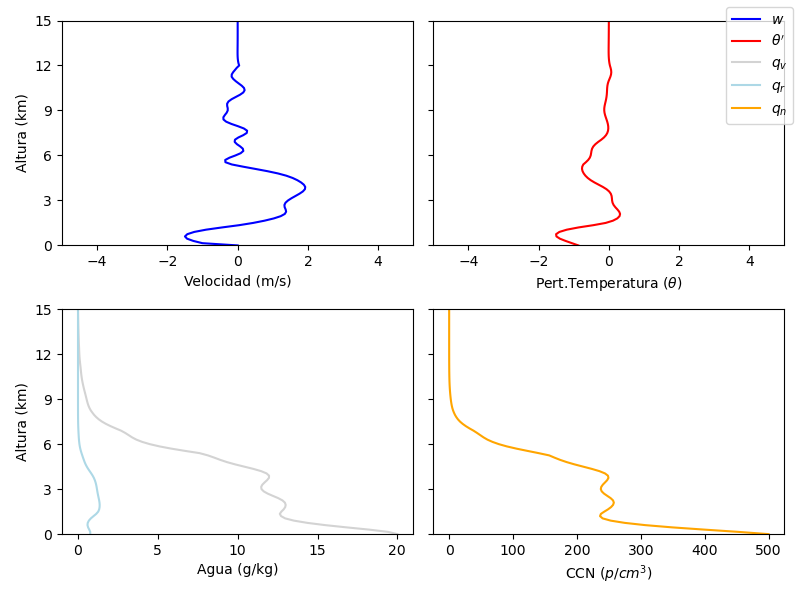 w
θ′
q_v
q_r
q_n
15
12
9
6
3
0
Altura (km)
−4 −2 0 2 4
Velocidad (m/s)
−4 −2 0 2 4
Pert.Temperatura (θ)
15
12
9
6
3
0
Altura (km)
0 5 10 15 20
Agua (g/kg)
0 100 200 300 400 500
CCN (p/cm³)